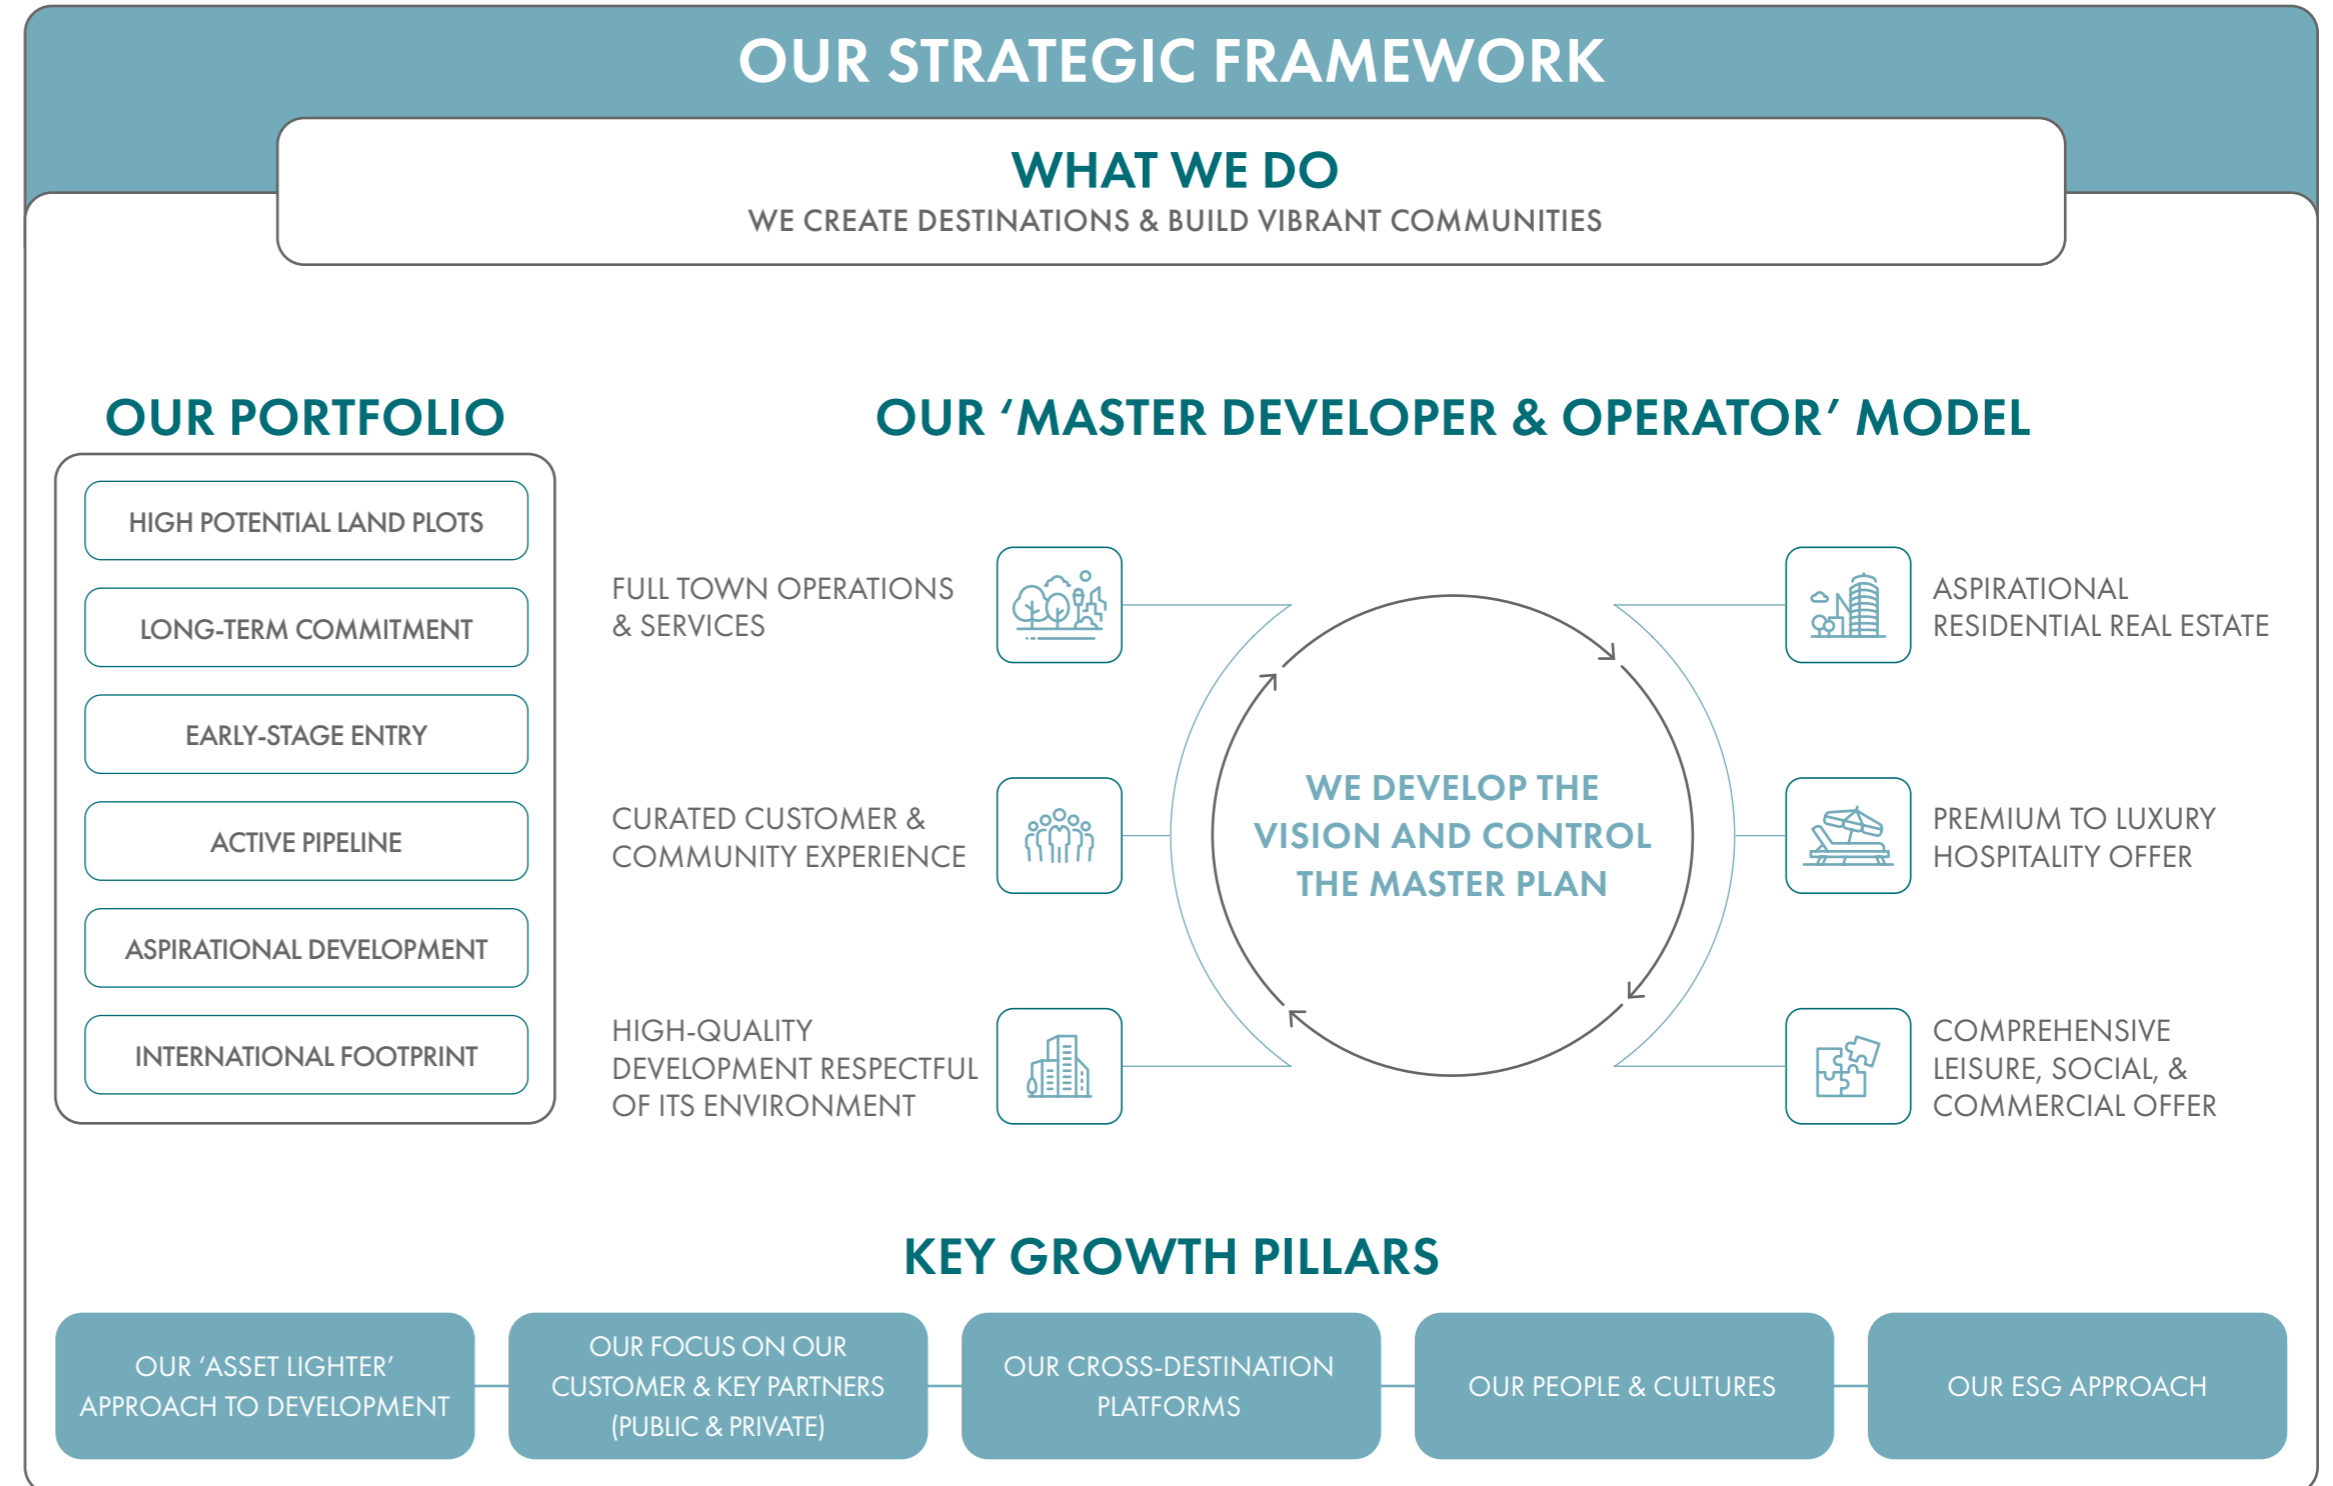 OUR STRATEGIC FRAMEWORK
WHAT WE DO
WE CREATE DESTINATIONS & BUILD VIBRANT COMMUNITIES
OUR PORTFOLIO
HIGH POTENTIAL LAND PLOTS
LONG-TERM COMMITMENT
EARLY-STAGE ENTRY
ACTIVE PIPELINE
ASPIRATIONAL DEVELOPMENT
INTERNATIONAL FOOTPRINT
OUR ‘MASTER DEVELOPER & OPERATOR’ MODEL
FULL TOWN OPERATIONS
& SERVICES
CURATED CUSTOMER &
COMMUNITY EXPERIENCE
HIGH-QUALITY
DEVELOPMENT RESPECTFUL
OF ITS ENVIRONMENT
WE DEVELOP THE
VISION AND CONTROL
THE MASTER PLAN
ASPIRATIONAL
RESIDENTIAL REAL ESTATE
PREMIUM TO LUXURY
HOSPITALITY OFFER
COMPREHENSIVE
LEISURE, SOCIAL, &
COMMERCIAL OFFER
KEY GROWTH PILLARS
OUR ‘ASSET LIGHTER’
APPROACH TO DEVELOPMENT
OUR FOCUS ON OUR
CUSTOMER & KEY PARTNERS
(PUBLIC & PRIVATE)
OUR CROSS-DESTINATION
PLATFORMS
OUR PEOPLE & CULTURES
OUR ESG APPROACH